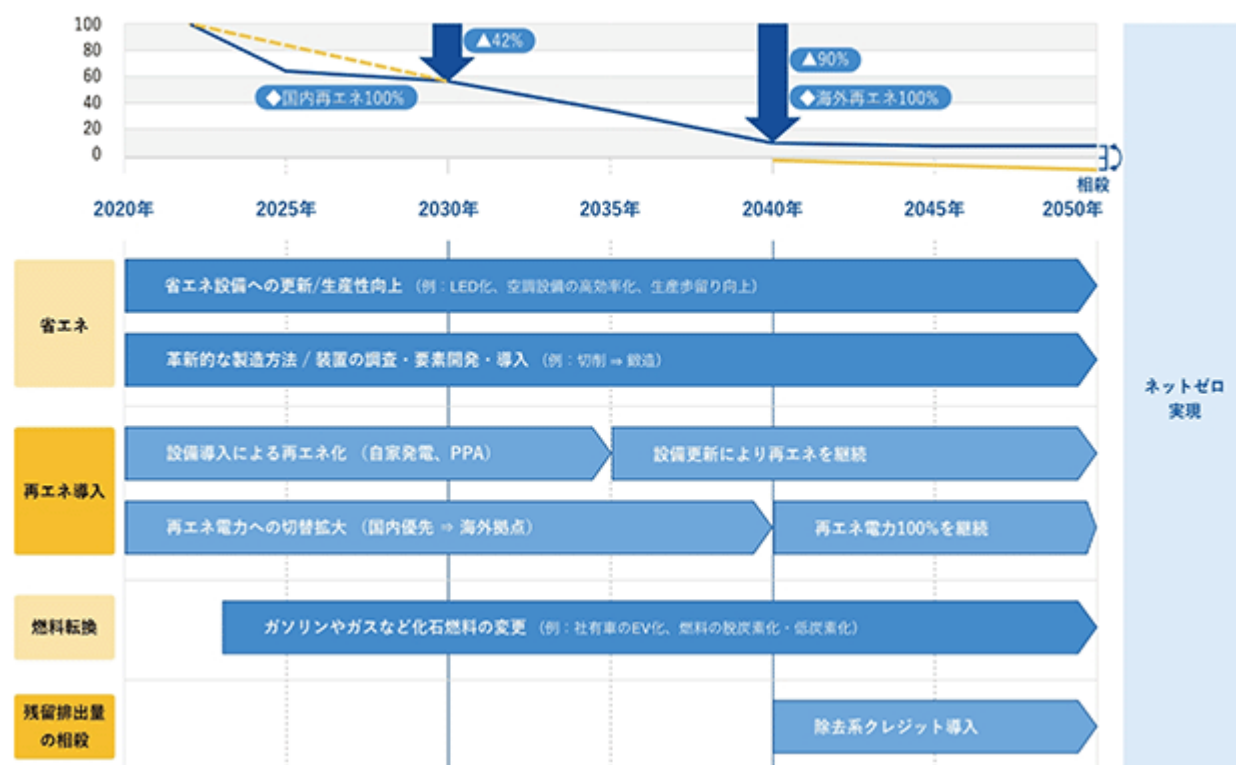 100
80
60
40
20
0
▲42%
◆国内再エネ100%
▲90%
◆海外再エネ100%
相殺
2020年
2025年
2030年
2035年
2040年
2045年
2050年
省エネ
省エネ設備への更新/生産性向上 (例：LED化、空調設備の高効率化、生産歩留り向上)
革新的な製造方法 / 装置の調査・要素開発・導入 (例：切削 ⇒ 鍛造)
再エネ導入
設備導入による再エネ化 (自家発電、PPA)
設備更新により再エネを継続
再エネ電力への切替拡大 (国内優先 ⇒ 海外拠点)
再エネ電力100%を継続
燃料転換
ガソリンやガスなど化石燃料の変更 (例：社有車のEV化、燃料の脱炭素化・低炭素化)
残留排出量
の相殺
除去系クレジット導入
ネットゼロ
実現